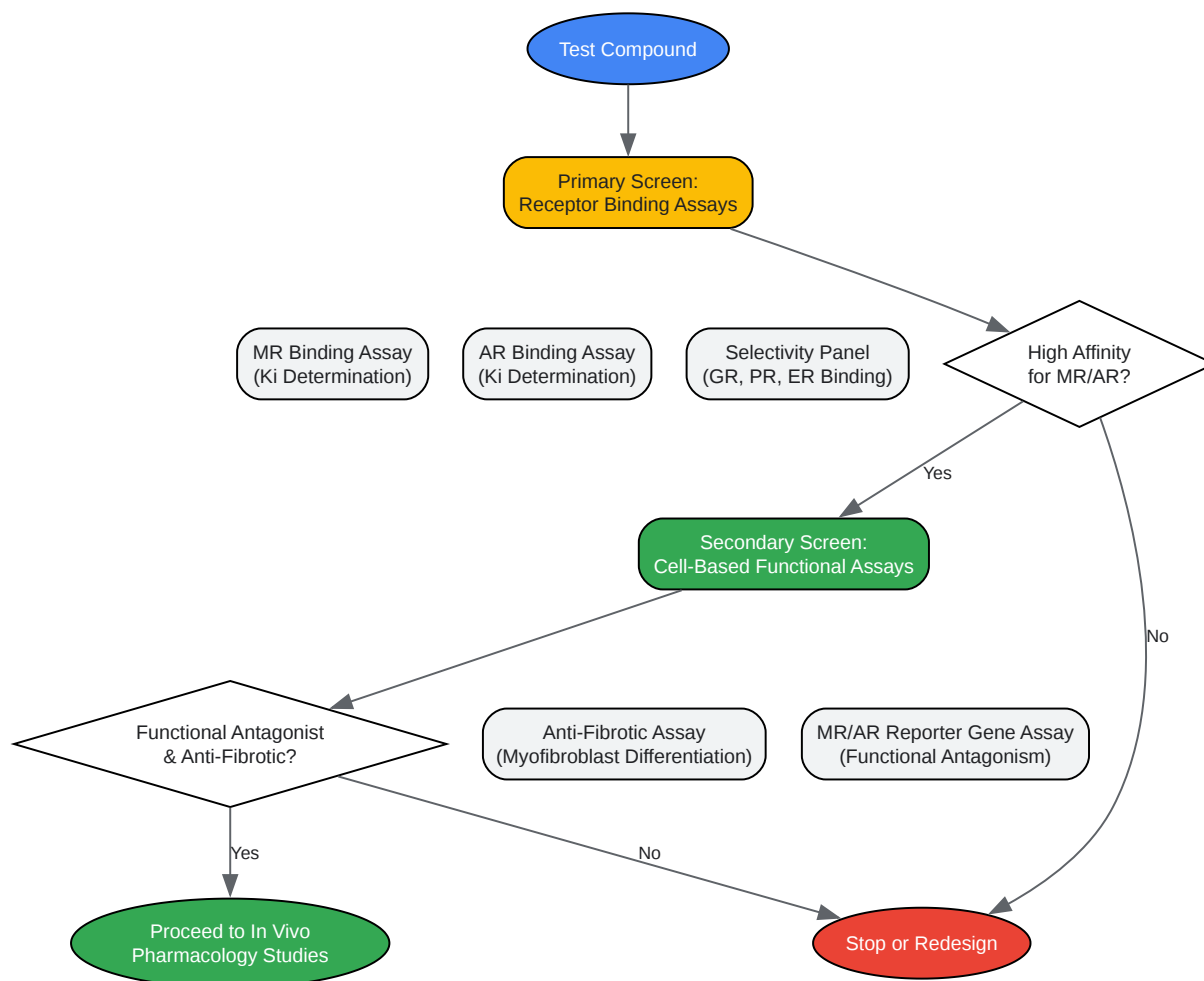 Test Compound
Primary Screen:
Receptor Binding Assays
MR Binding Assay
(Ki Determination)
AR Binding Assay
(Ki Determination)
Selectivity Panel
(GR, PR, ER Binding)
High Affinity
for MR/AR?
Yes
Secondary Screen:
Cell-Based Functional Assays
No
Functional Antagonist
& Anti-Fibrotic?
Anti-Fibrotic Assay
(Myofibroblast Differentiation)
MR/AR Reporter Gene Assay
(Functional Antagonism)
Yes
No
Proceed to In Vivo
Pharmacology Studies
Stop or Redesign